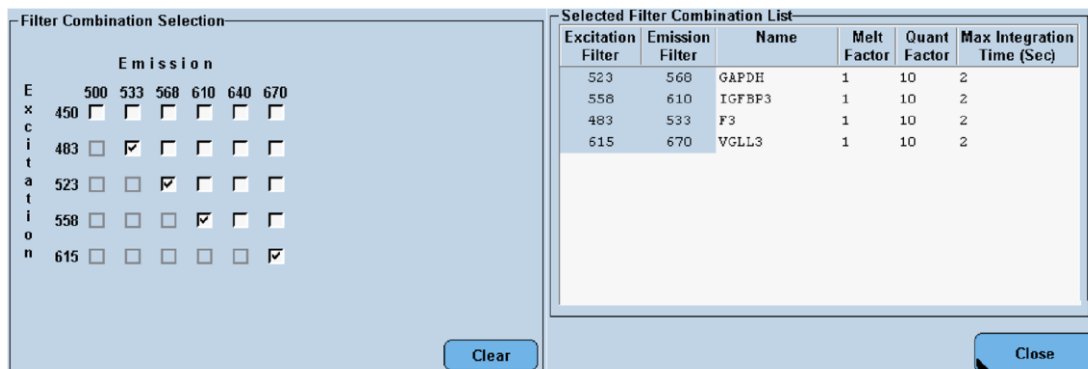 Filter Combination Selection
Emission
Excitation
500 533 568 610 640 670
450
483
523
558
615
Clear
Selected Filter Combination List
Excitation Filter Emission Filter Name Melt Factor Quant Factor Max Integration Time (Sec)
523 568 GAPDH 1 10 2
558 610 IGFBP3 1 10 2
483 533 F3 1 10 2
615 670 VGLL3 1 10 2
Close